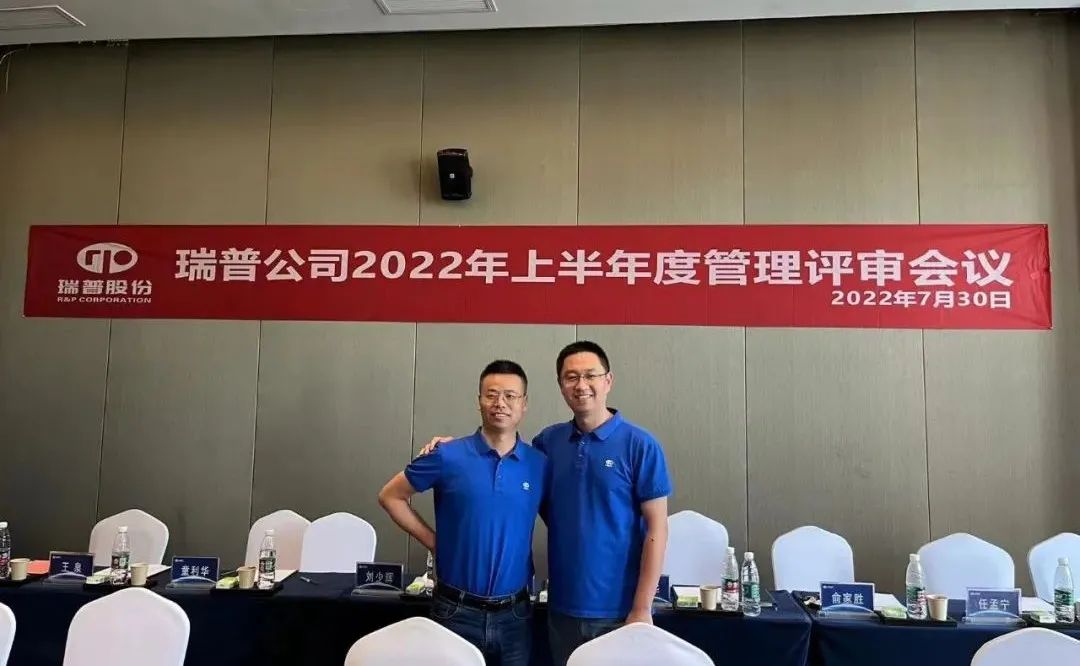 瑞普公司2022年上半年度管理评审会议
2022年7月30日
瑞普股份
R&P CORPORATION
王泉
童利华
刘少辉
俞家胜
任孟宁